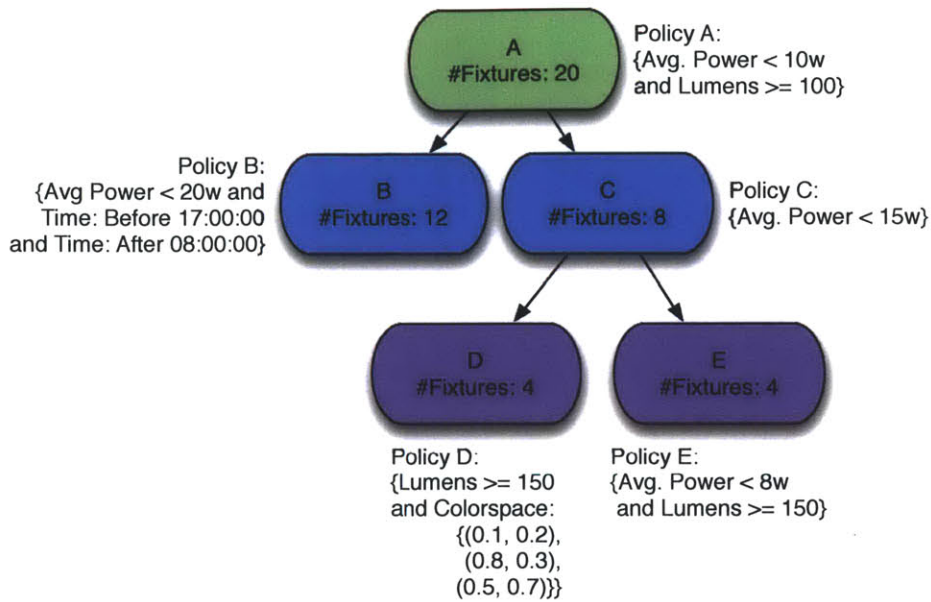 A
#Fixtures: 20
Policy A:
{Avg. Power < 10w
and Lumens >= 100}
Policy B:
{Avg Power < 20w and
Time: Before 17:00:00
and Time: After 08:00:00}
B
#Fixtures: 12
C
#Fixtures: 8
Policy C:
{Avg. Power < 15w}
D
#Fixtures: 4
E
#Fixtures: 4
Policy D:
{Lumens >= 150
and Colorspace:
{(0.1, 0.2),
(0.8, 0.3),
(0.5, 0.7)}}
Policy E:
{Avg. Power < 8w
and Lumens >= 150}